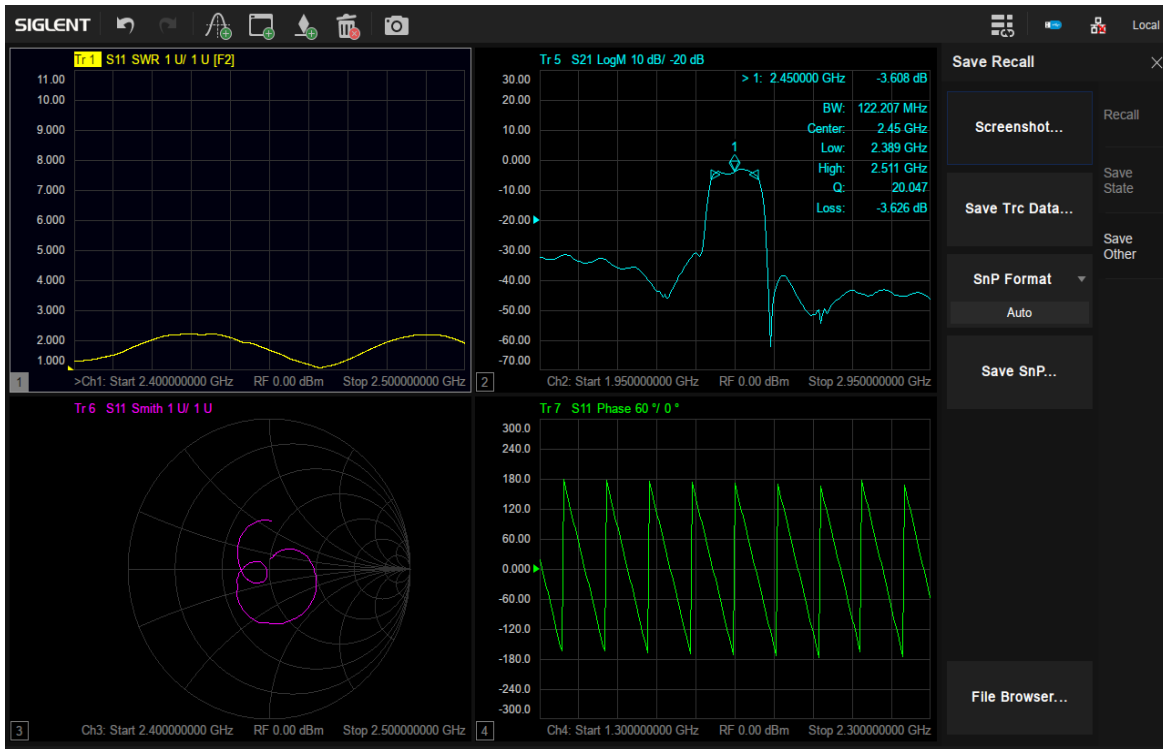 SIGLENT
Local
Tr 1 S11 SWR 1 U/ 1 U [F2]
11.00
10.00
9.000
8.000
7.000
6.000
5.000
4.000
3.000
2.000
1.000
1
>Ch1: Start 2.400000000 GHz RF 0.00 dBm Stop 2.500000000 GHz
Tr 5 S21 LogM 10 dB/ -20 dB
> 1: 2.450000 GHz -3.608 dB
BW: 122.207 MHz
Center: 2.45 GHz
Low: 2.389 GHz
High: 2.511 GHz
Q: 20.047
Loss: -3.626 dB
1
30.00
20.00
10.00
0.000
-10.00
-20.00
-30.00
-40.00
-50.00
-60.00
-70.00
2
Ch2: Start 1.950000000 GHz RF 0.00 dBm Stop 2.950000000 GHz
Tr 6 S11 Smith 1 U/ 1 U
3
Ch3: Start 2.400000000 GHz RF 0.00 dBm Stop 2.500000000 GHz
Tr 7 S11 Phase 60 °/ 0 °
300.0
240.0
180.0
120.0
60.00
0.000
-60.00
-120.0
-180.0
-240.0
-300.0
4
Ch4: Start 1.300000000 GHz RF 0.00 dBm Stop 2.300000000 GHz
Save Recall
Screenshot...
Save Trc Data...
SnP Format
Auto
Save SnP...
File Browser...
Recall
Save
State
Save
Other